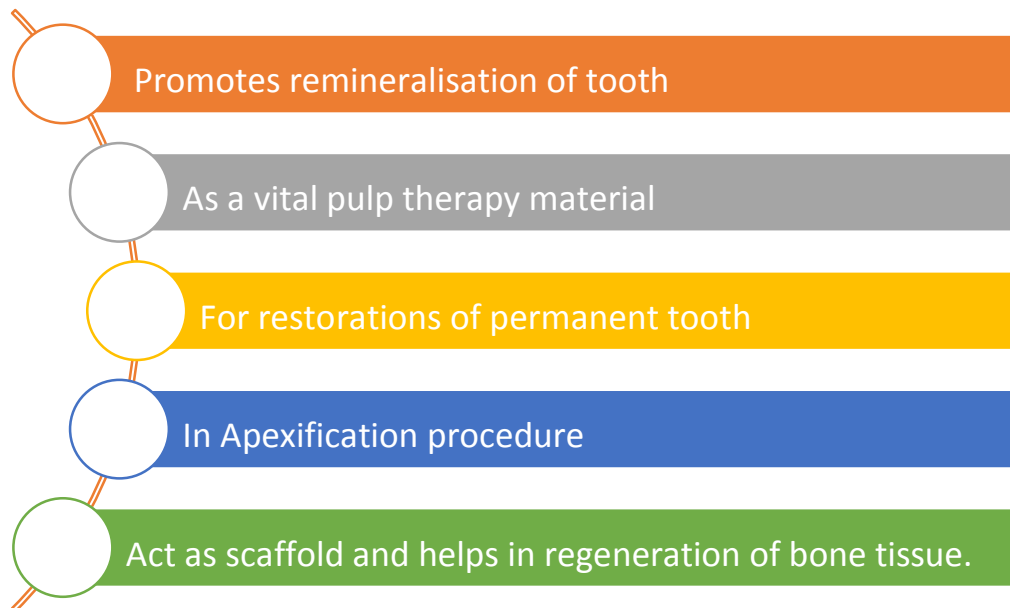 Promotes remineralisation of tooth
As a vital pulp therapy material
For restorations of permanent tooth
In Apexification procedure
Act as scaffold and helps in regeneration of bone tissue.